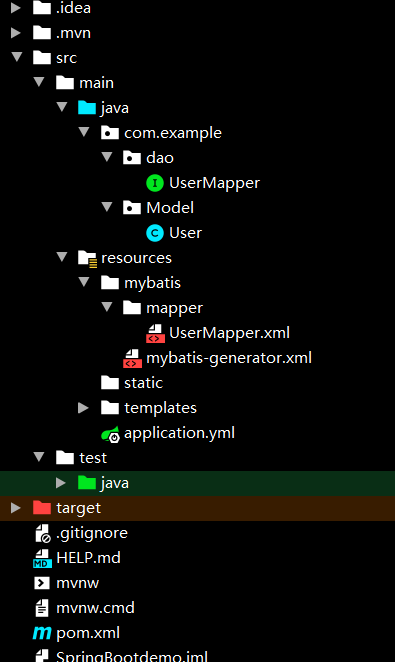 .idea
.mvn
src
main
java
com.example
dao
I UserMapper
Model
C User
resources
mybatis
mapper
<> UserMapper.xml
<> mybatis-generator.xml
static
templates
application.yml
test
java
target
.gitignore
MD HELP.md
mvnw
mvnw.cmd
m pom.xml
SpringBootdemo.iml